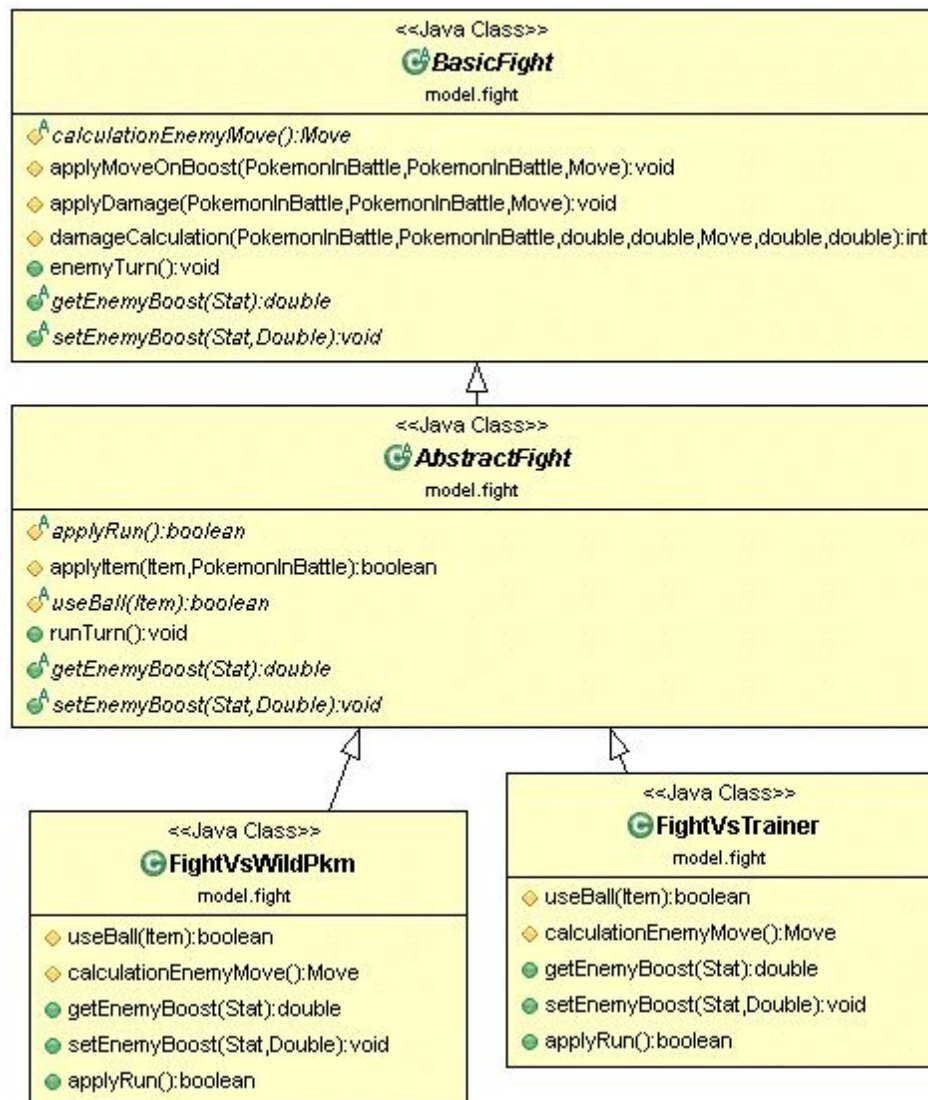 <<Java Class>>
BasicFight
model.fight
calculationEnemyMove():Move
applyMoveOnBoost(PokemonInBattle,PokemonInBattle,Move):void
applyDamage(PokemonInBattle,PokemonInBattle,Move):void
damageCalculation(PokemonInBattle,PokemonInBattle,double,double,Move,double,double):int
enemyTurn():void
getEnemyBoost(Stat):double
setEnemyBoost(Stat,Double):void
<<Java Class>>
AbstractFight
model.fight
applyRun():boolean
applyItem(Item,PokemonInBattle):boolean
useBall(Item):boolean
runTurn():void
getEnemyBoost(Stat):double
setEnemyBoost(Stat,Double):void
<<Java Class>>
FightVsWildPkm
model.fight
useBall(Item):boolean
calculationEnemyMove():Move
getEnemyBoost(Stat):double
setEnemyBoost(Stat,Double):void
applyRun():boolean
<<Java Class>>
FightVsTrainer
model.fight
useBall(Item):boolean
calculationEnemyMove():Move
getEnemyBoost(Stat):double
setEnemyBoost(Stat,Double):void
applyRun():boolean